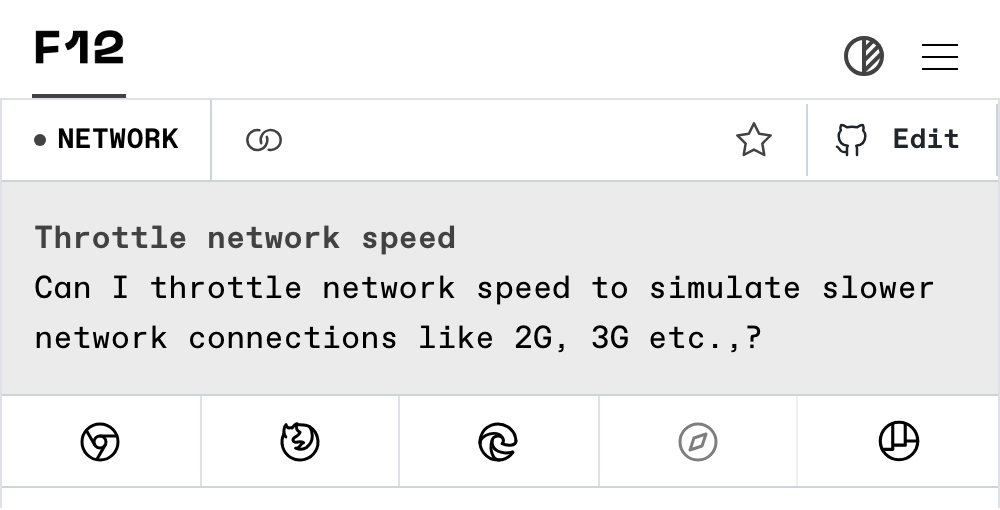 F12
NETWORK
Edit
Throttle network speed
Can I throttle network speed to simulate slower
network connections like 2G, 3G etc.,?